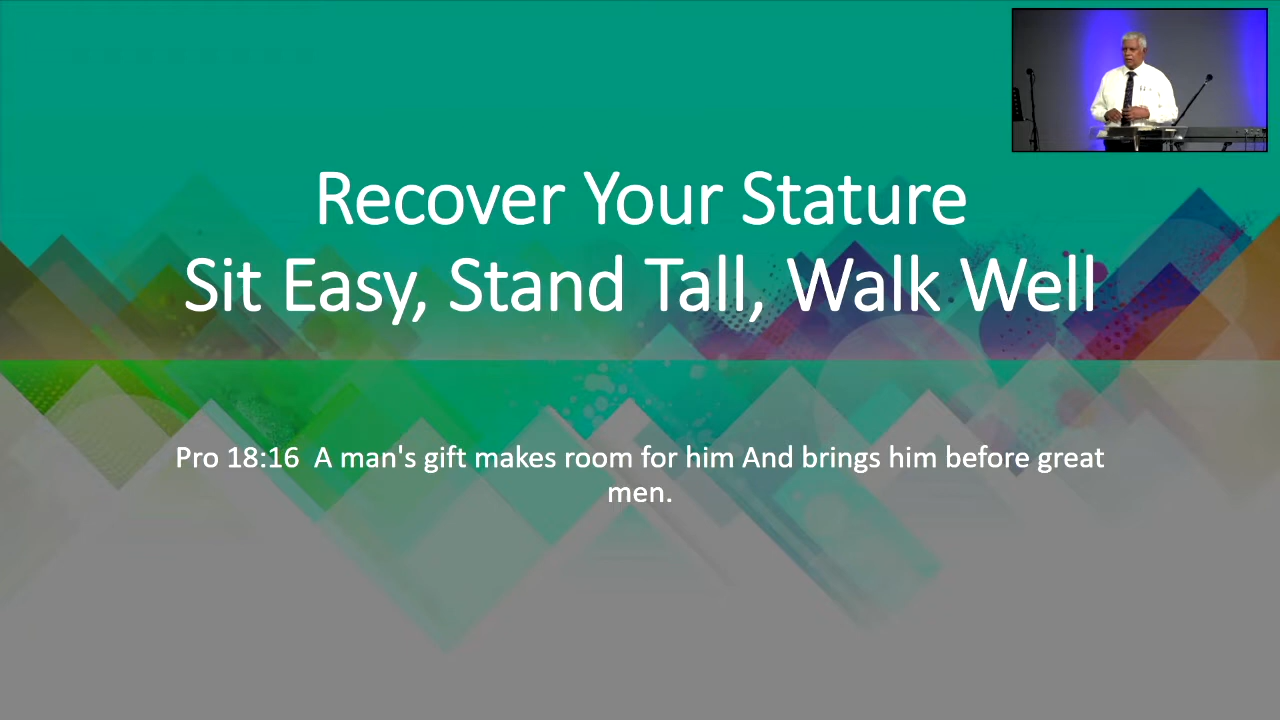 Recover Your Stature
Sit Easy, Stand Tall, Walk Well
Pro 18:16  A man's gift makes room for him And brings him before great
men.